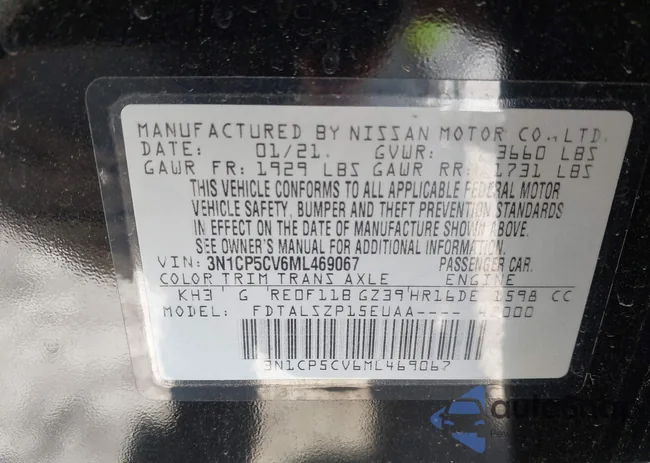 MANUFACTURED BY NISSAN MOTOR CO., LTD.
DATE: 01/21. GVWR: 3660 LBS
GAWR FR: 1929 LBS GAWR RR: 1731 LBS
THIS VEHICLE CONFORMS TO ALL APPLICABLE FEDERAL MOTOR
VEHICLE SAFETY, BUMPER AND THEFT PREVENTION STANDARDS
IN EFFECT ON THE DATE OF MANUFACTURE SHOWN ABOVE.
SEE OWNER'S MANUAL FOR ADDITIONAL INFORMATION.
VIN: 3N1CP5CV6ML469067 PASSENGER CAR.
COLOR TRIM TRANS AXLE ENGINE
KH3 G RE0F11B GZ39 HR16DE 1598 CC
MODEL: FDTALSZP15EUAA----
3N1CP5CV6ML469067
autoShop